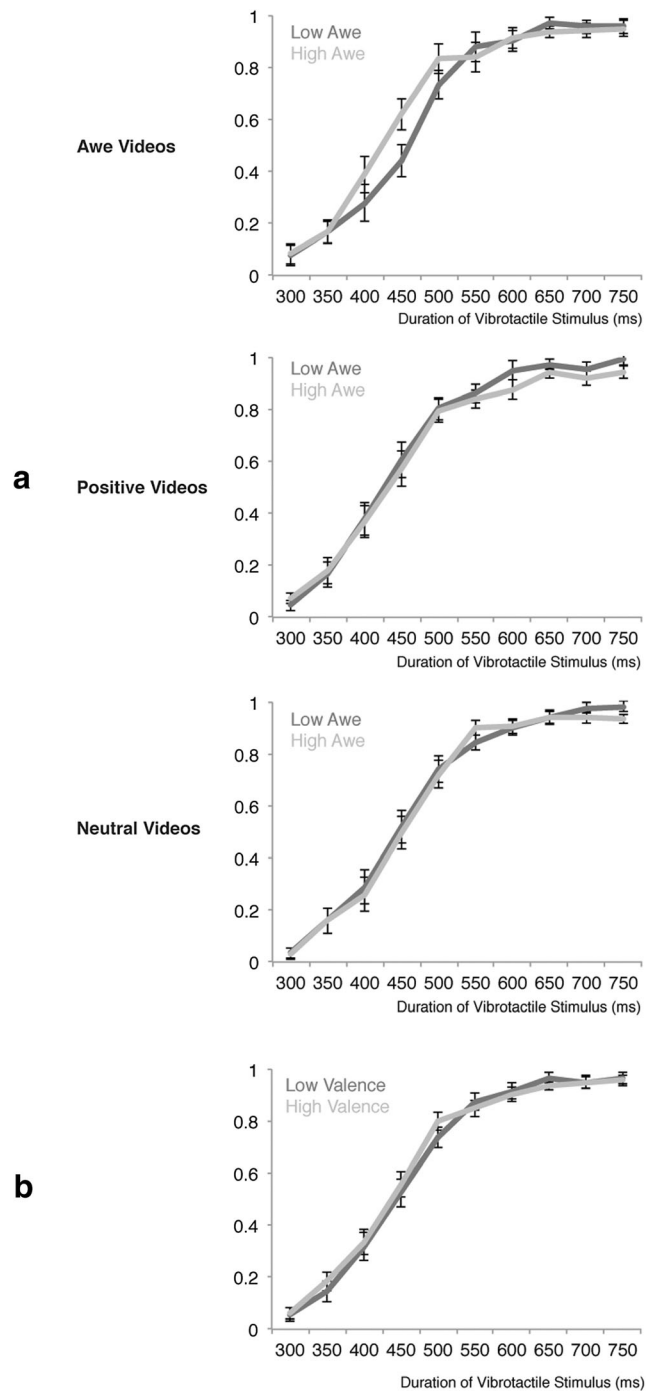 1
Low Awe
High Awe
0.8
0.6
Awe Videos
0.4
0.2
0
300 350 400 450 500 550 600 650 700 750
Duration of Vibrotactile Stimulus (ms)
1
Low Awe
High Awe
0.8
0.6
a
Positive Videos
0.4
0.2
0
300 350 400 450 500 550 600 650 700 750
Duration of Vibrotactile Stimulus (ms)
1
Low Awe
High Awe
0.8
0.6
Neutral Videos
0.4
0.2
0
300 350 400 450 500 550 600 650 700 750
Duration of Vibrotactile Stimulus (ms)
1
Low Valence
High Valence
0.8
0.6
b
0.4
0.2
0
300 350 400 450 500 550 600 650 700 750
Duration of Vibrotactile Stimulus (ms)